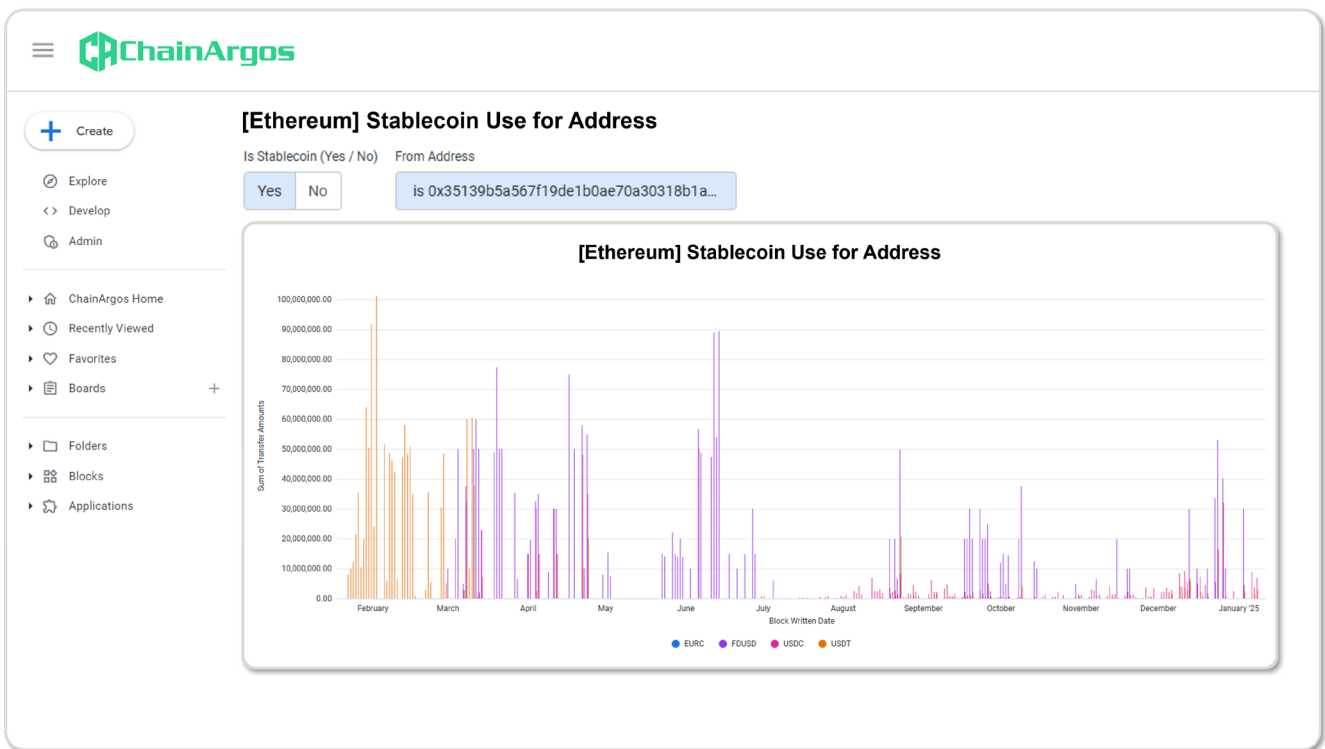 ChainArgos
Create
Explore
Develop
Admin
ChainArgos Home
Recently Viewed
Favorites
Boards
Folders
Blocks
Applications
[Ethereum] Stablecoin Use for Address
Is Stablecoin (Yes / No) From Address
Yes No is 0x35139b5a567f19de1b0ae70a30318b1a...
[Ethereum] Stablecoin Use for Address
Sum of Transfer Amounts
100,000,000.00
90,000,000.00
80,000,000.00
70,000,000.00
60,000,000.00
50,000,000.00
40,000,000.00
30,000,000.00
20,000,000.00
10,000,000.00
0.00
February March April May June July August September October November December January '25
Block Written Date
EURC FDUSD USDC USDT